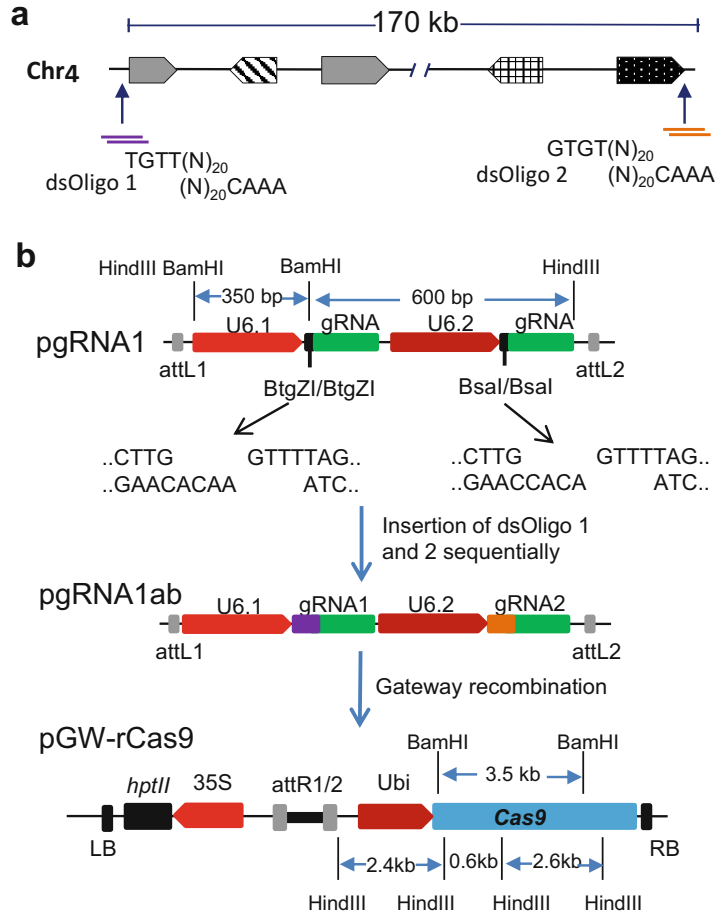 a
170 kb
Chr4
TGTT(N)20
dsOligo 1
(N)20CAAA
GTGT(N)20
dsOligo 2
(N)20CAAA
b
HindIII BamHI
BamHI
HindIII
350 bp
600 bp
U6.1
gRNA
U6.2
gRNA
pgRNA1
attL1
attL2
BtgZI/BtgZI
BsaI/BsaI
..CTTG
GTTTTAG..
..CTTG
GTTTTAG..
..GAACACAA
ATC..
..GAACCACA
ATC..
Insertion of dsOligo 1
and 2 sequentially
pgRNA1ab
U6.1
gRNA1
U6.2
gRNA2
attL1
attL2
Gateway recombination
pGW-rCas9
BamHI
BamHI
3.5 kb
hptII
35S
attR1/2
Ubi
Cas9
LB
RB
2.4kb
0.6kb
2.6kb
HindIII
HindIII
HindIII
HindIII